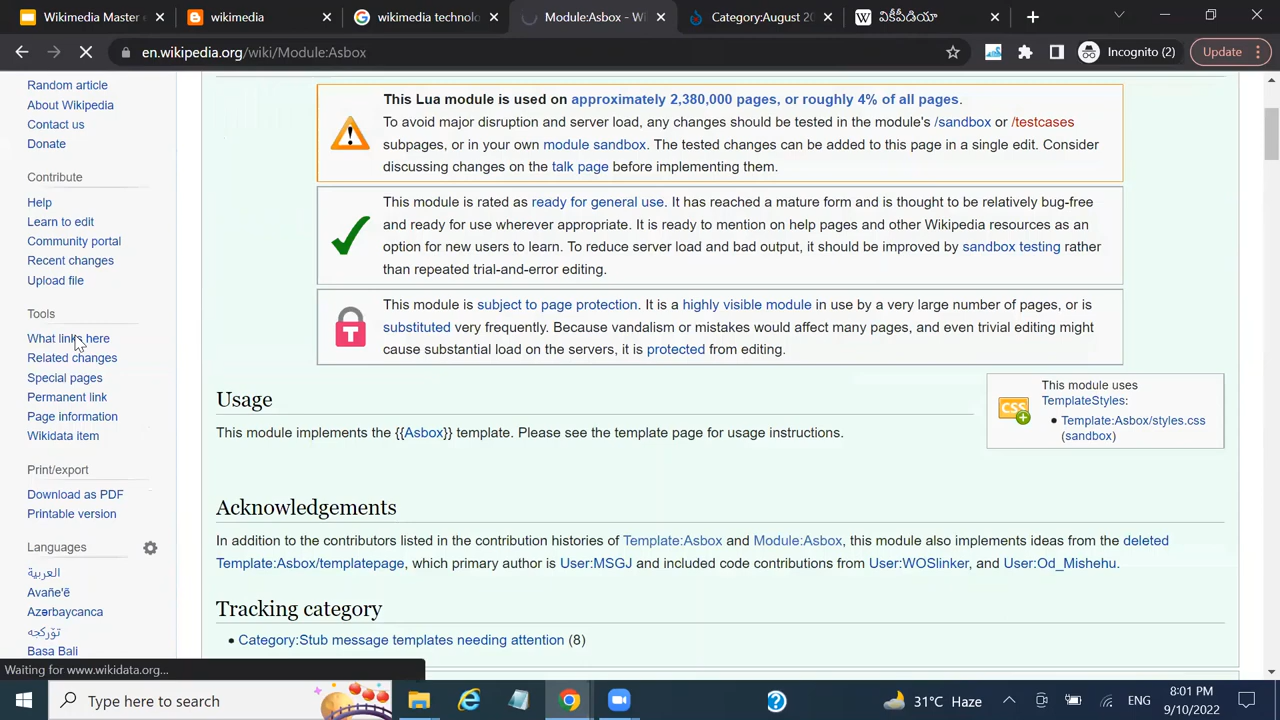 Wikimedia Master
wikimedia
wikimedia technolo
Module:Asbox - Wi
Category:August 20
వికీపీడియా
en.wikipedia.org/wiki/Module:Asbox
Incognito (2)
Update
Random article
About Wikipedia
Contact us
Donate
Contribute
Help
Learn to edit
Community portal
Recent changes
Upload file
Tools
What links here
Related changes
Special pages
Permanent link
Page information
Wikidata item
Print/export
Download as PDF
Printable version
Languages
العربية
Avañe'ẽ
Azərbaycanca
تۆرکجه
Basa Bali
This Lua module is used on approximately 2,380,000 pages, or roughly 4% of all pages.
To avoid major disruption and server load, any changes should be tested in the module's /sandbox or /testcases
subpages, or in your own module sandbox. The tested changes can be added to this page in a single edit. Consider
discussing changes on the talk page before implementing them.
This module is rated as ready for general use. It has reached a mature form and is thought to be relatively bug-free
and ready for use wherever appropriate. It is ready to mention on help pages and other Wikipedia resources as an
option for new users to learn. To reduce server load and bad output, it should be improved by sandbox testing rather
than repeated trial-and-error editing.
This module is subject to page protection. It is a highly visible module in use by a very large number of pages, or is
substituted very frequently. Because vandalism or mistakes would affect many pages, and even trivial editing might
cause substantial load on the servers, it is protected from editing.
Usage
This module implements the {{Asbox}} template. Please see the template page for usage instructions.
This module uses
TemplateStyles:
Template:Asbox/styles.css
(sandbox)
Acknowledgements
In addition to the contributors listed in the contribution histories of Template:Asbox and Module:Asbox, this module also implements ideas from the deleted
Template:Asbox/templatepage, which primary author is User:MSGJ and included code contributions from User:WOSlinker, and User:Od_Mishehu.
Tracking category
Category:Stub message templates needing attention (8)
Waiting for www.wikidata.org...
Type here to search
31°C Haze
ENG
8:01 PM
9/10/2022